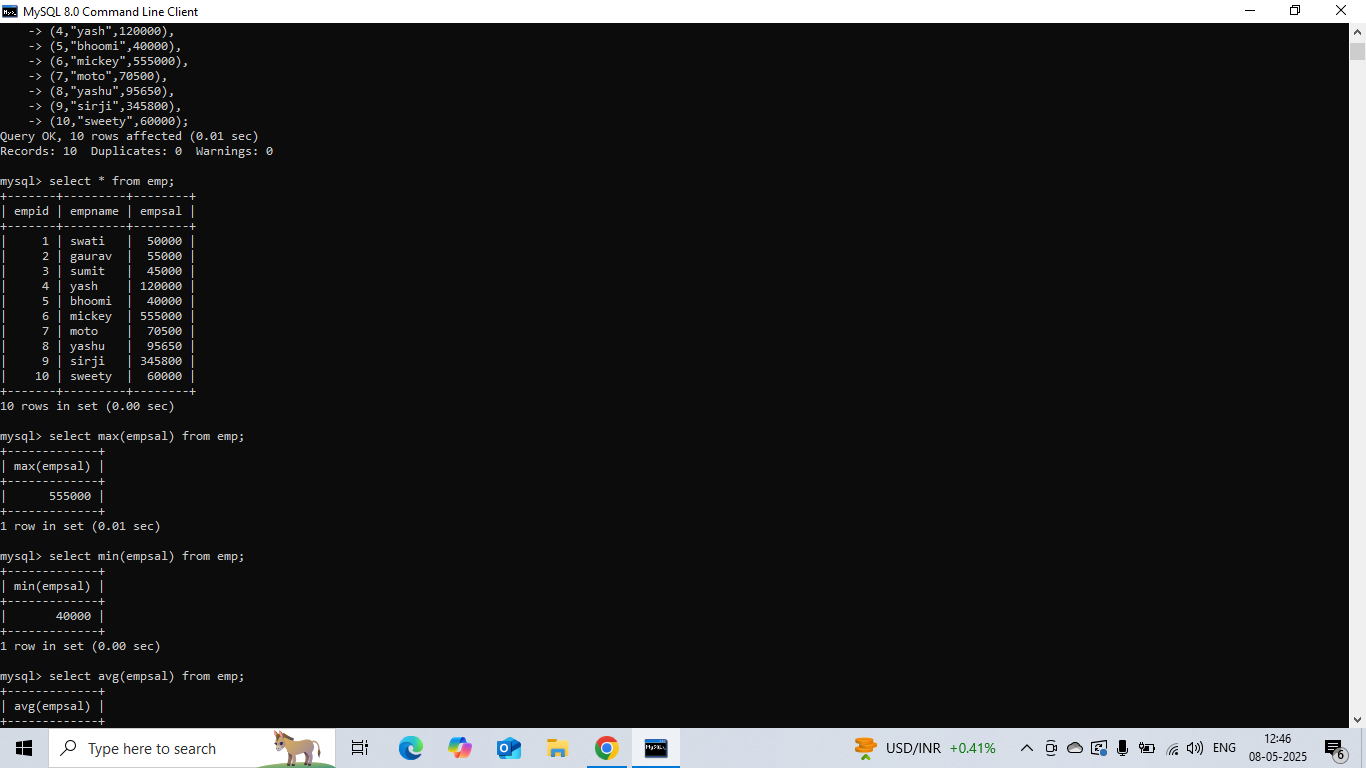 MySQL 8.0 Command Line Client
    -> (4,"yash",120000),
    -> (5,"bhoomi",40000),
    -> (6,"mickey",555000),
    -> (7,"moto",70500),
    -> (8,"yashu",95650),
    -> (9,"sirji",345800),
    -> (10,"sweety",60000);
Query OK, 10 rows affected (0.01 sec)
Records: 10  Duplicates: 0  Warnings: 0
mysql> select * from emp;
+-------+---------+--------+
| empid | empname | empsal |
+-------+---------+--------+
|     1 | swati   |  50000 |
|     2 | gaurav  |  55000 |
|     3 | sumit   |  45000 |
|     4 | yash    | 120000 |
|     5 | bhoomi  |  40000 |
|     6 | mickey  | 555000 |
|     7 | moto    |  70500 |
|     8 | yashu   |  95650 |
|     9 | sirji   | 345800 |
|    10 | sweety  |  60000 |
+-------+---------+--------+
10 rows in set (0.00 sec)
mysql> select max(empsal) from emp;
+-------------+
| max(empsal) |
+-------------+
|      555000 |
+-------------+
1 row in set (0.01 sec)
mysql> select min(empsal) from emp;
+-------------+
| min(empsal) |
+-------------+
|       40000 |
+-------------+
1 row in set (0.00 sec)
mysql> select avg(empsal) from emp;
+-------------+
| avg(empsal) |
+-------------+
Type here to search
MySQL
USD/INR +0.41%
ENG
12:46
08-05-2025
6